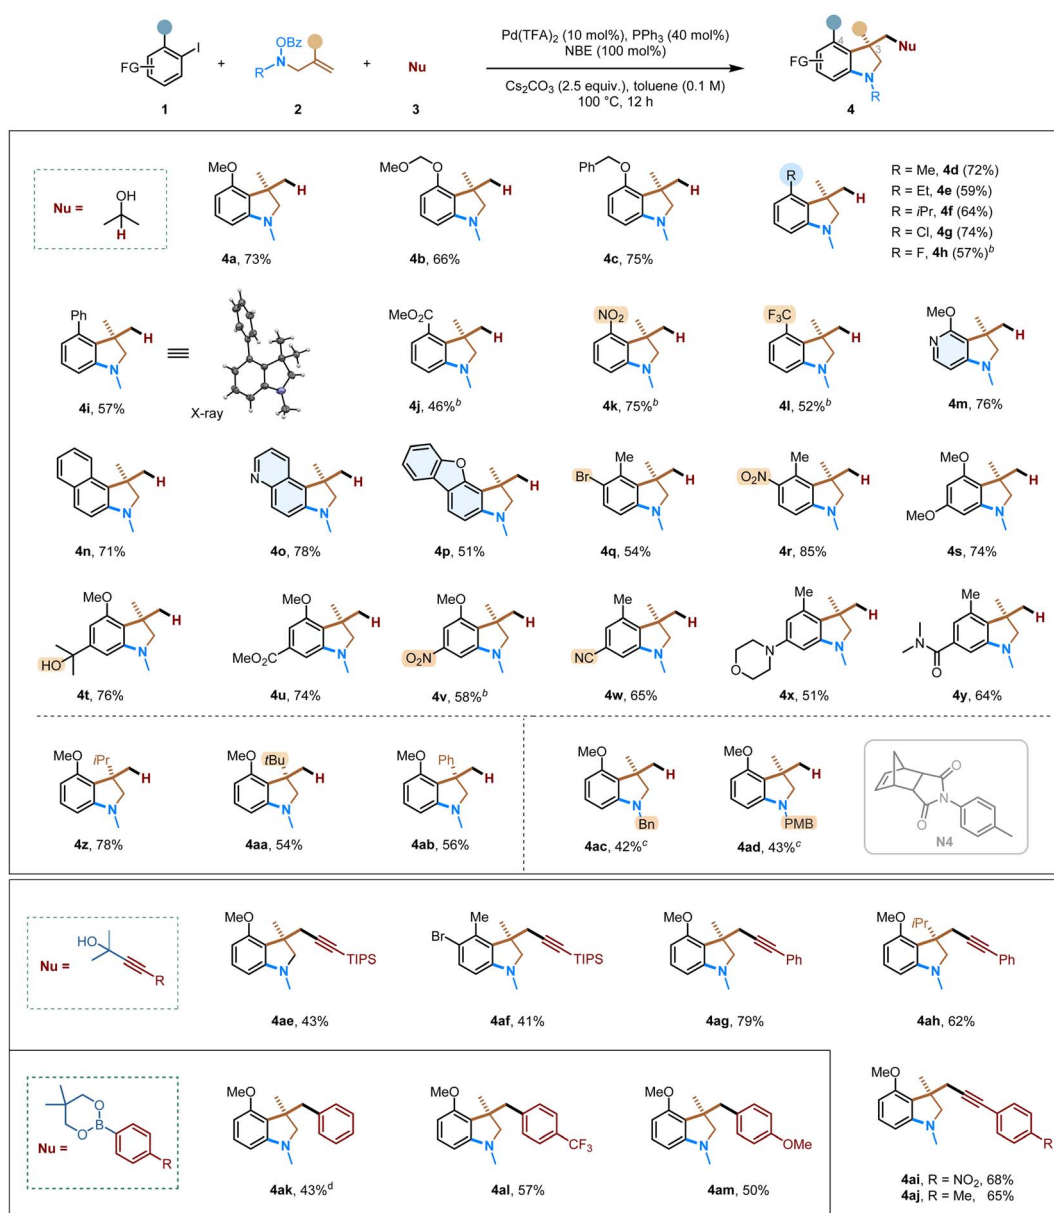 FG
I
1
+
OBz
R
N
2
+
Nu
3
Pd(TFA)2 (10 mol%), PPh3 (40 mol%)
NBE (100 mol%)
Cs2CO3 (2.5 equiv.), toluene (0.1 M)
100 °C, 12 h
4
3
Nu
FG
N
R
4
Nu =
OH
H
MeO
H
N
4a, 73%
MeO
O
H
N
4b, 66%
Ph
O
H
N
4c, 75%
R
H
N
R = Me, 4d (72%)
R = Et, 4e (59%)
R = iPr, 4f (64%)
R = Cl, 4g (74%)
R = F, 4h (57%)b
Ph
H
N
4i, 57%
X-ray
MeO2C
H
N
4j, 46%b
NO2
H
N
4k, 75%b
F3C
H
N
4l, 52%b
MeO
N
H
N
4m, 76%
H
N
4n, 71%
N
H
N
4o, 78%
O
H
N
4p, 51%
Me
Br
H
N
4q, 54%
Me
O2N
H
N
4r, 85%
MeO
MeO
H
N
4s, 74%
MeO
HO
H
N
4t, 76%
MeO
MeO2C
H
N
4u, 74%
MeO
O2N
H
N
4v, 58%b
Me
NC
H
N
4w, 65%
Me
O
N
H
N
4x, 51%
Me
N
O
H
N
4y, 64%
MeO
iPr
H
N
4z, 78%
MeO
tBu
H
N
4aa, 54%
MeO
Ph
H
N
4ab, 56%
MeO
H
N
Bn
4ac, 42%c
MeO
H
N
PMB
4ad, 43%c
O
N
O
N4
Nu =
HO
R
MeO
N
TIPS
4ae, 43%
Me
Br
N
TIPS
4af, 41%
MeO
N
Ph
4ag, 79%
MeO
iPr
N
Ph
4ah, 62%
Nu =
O
B
O
R
MeO
N
4ak, 43%d
MeO
N
CF3
4al, 57%
MeO
N
OMe
4am, 50%
MeO
N
R
4ai, R = NO2, 68%
4aj, R = Me, 65%